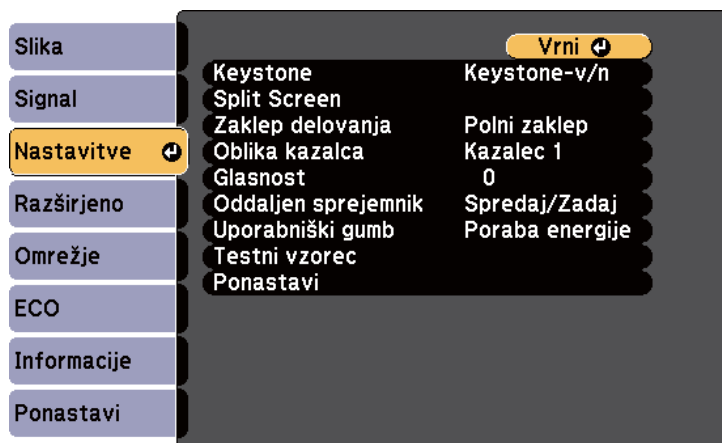 Slika
Signal
Nastavitve
Razširjeno
Omrežje
ECO
Informacije
Ponastavi
Vrni
Keystone Keystone-v/n
Split Screen
Zaklep delovanja Polni zaklep
Oblika kazalca Kazalec 1
Glasnost 0
Oddaljen sprejemnik Spredaj/Zadaj
Uporabniški gumb Poraba energije
Testni vzorec
Ponastavi